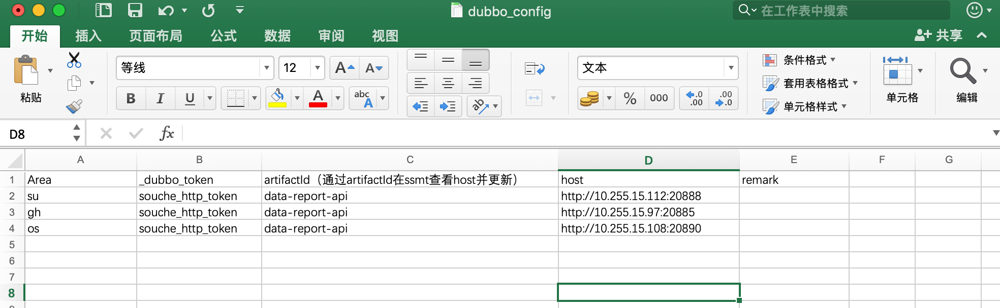 dubbo_config
在工作表中搜索
开始 插入 页面布局 公式 数据 审阅 视图 共享
粘贴
等线 12 A A
B I U A abc A
文本
% 000 .0 .00 .00 .0
条件格式
套用表格格式
单元格样式
单元格
编辑
D8 fx
A B C D E F G
1 Area _dubbo_token artifactId（通过artifactId在ssmt查看host并更新） host remark
2 su souche_http_token data-report-api http://10.255.15.112:20888
3 gh souche_http_token data-report-api http://10.255.15.97:20885
4 os souche_http_token data-report-api http://10.255.15.108:20890
5
6
7
8